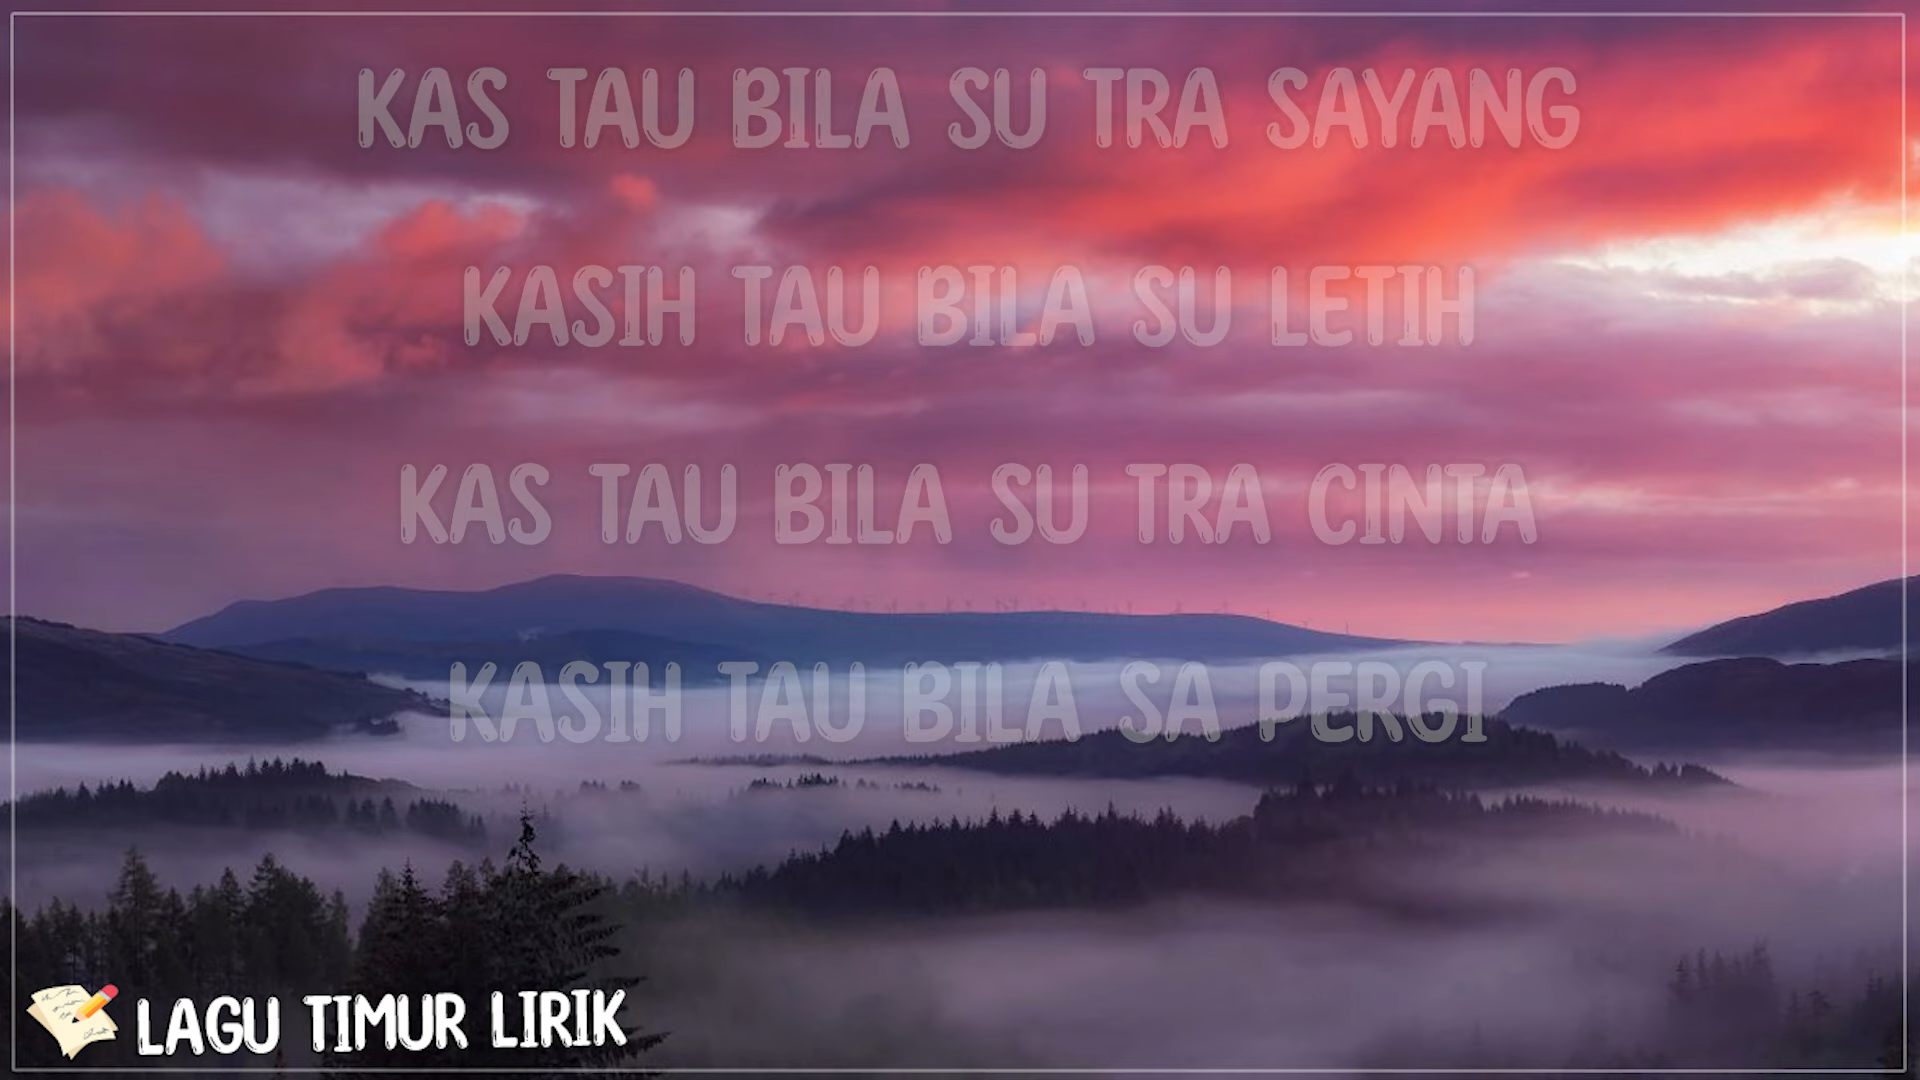 KAS TAU BILA SU TRA SAYANG
KASIH TAU BILA SU LETIH
KAS TAU BILA SU TRA CINTA
KASIH TAU BILA SA PERGI
LAGU TIMUR LIRIK